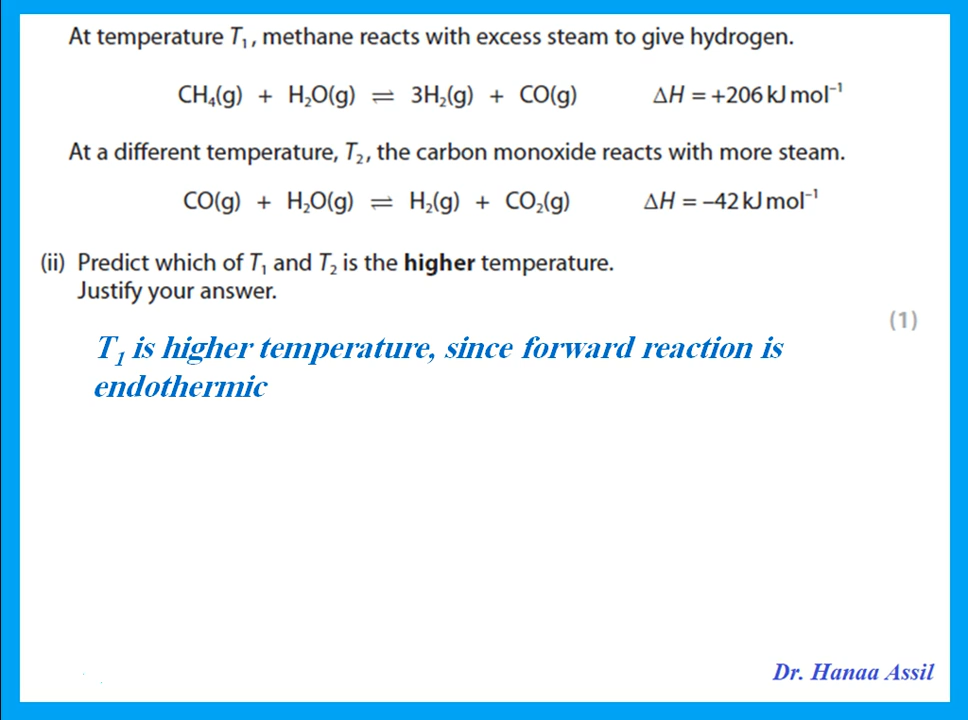 At temperature T₁, methane reacts with excess steam to give hydrogen.
CH₄(g) + H₂O(g) ⇌ 3H₂(g) + CO(g) ΔH = +206 kJ mol⁻¹
At a different temperature, T₂, the carbon monoxide reacts with more steam.
CO(g) + H₂O(g) ⇌ H₂(g) + CO₂(g) ΔH = –42 kJ mol⁻¹
(ii) Predict which of T₁ and T₂ is the higher temperature.
Justify your answer.
(1)
T₁ is higher temperature, since forward reaction is
endothermic
Dr. Hanaa Assil